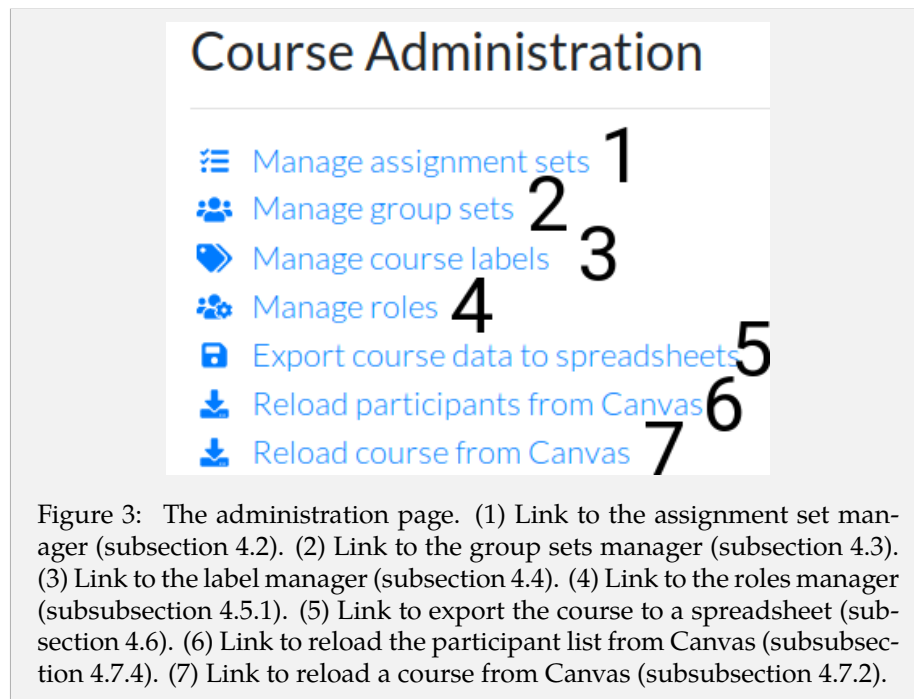 Course Administration
Manage assignment sets 1
Manage group sets 2
Manage course labels 3
Manage roles 4
Export course data to spreadsheets 5
Reload participants from Canvas 6
Reload course from Canvas 7
Figure 3: The administration page. (1) Link to the assignment set man-
ager (subsection 4.2). (2) Link to the group sets manager (subsection 4.3).
(3) Link to the label manager (subsection 4.4). (4) Link to the roles manager
(subsubsection 4.5.1). (5) Link to export the course to a spreadsheet (sub-
section 4.6). (6) Link to reload the participant list from Canvas (subsubsec-
tion 4.7.4). (7) Link to reload a course from Canvas (subsubsection 4.7.2).